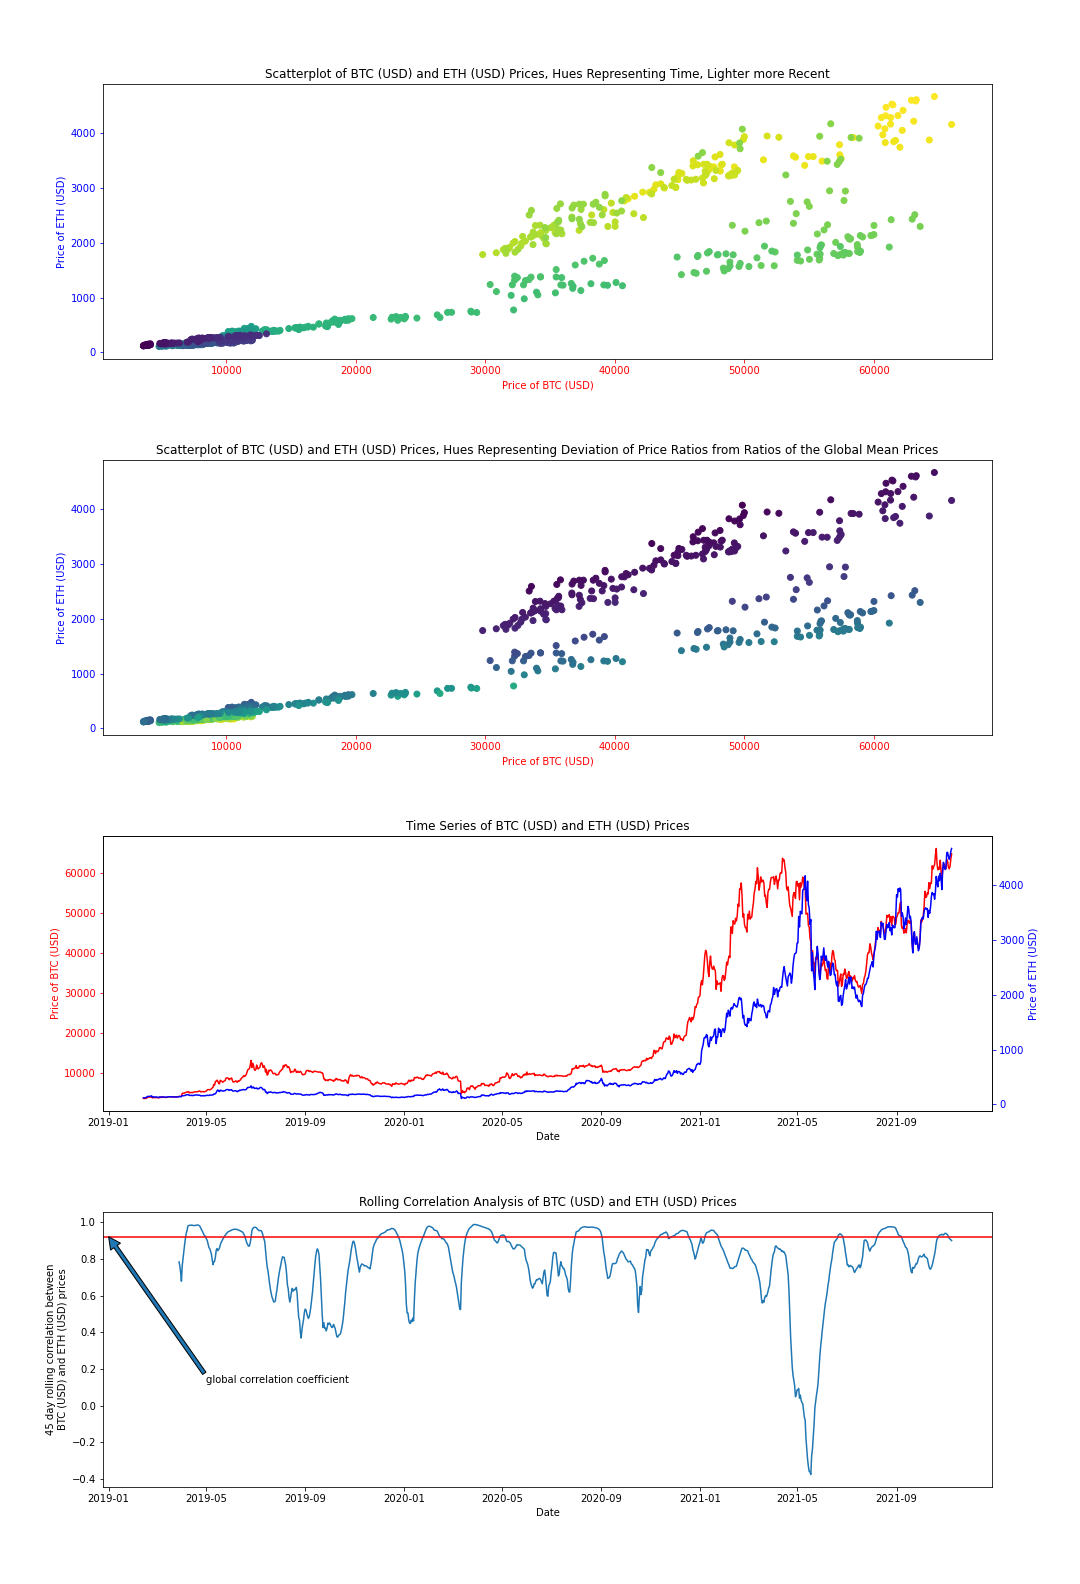 Scatterplot of BTC (USD) and ETH (USD) Prices, Hues Representing Time, Lighter more Recent
Price of ETH (USD)
4000
3000
2000
1000
0
10000 20000 30000 40000 50000 60000
Price of BTC (USD)
Scatterplot of BTC (USD) and ETH (USD) Prices, Hues Representing Deviation of Price Ratios from Ratios of the Global Mean Prices
Price of ETH (USD)
4000
3000
2000
1000
0
10000 20000 30000 40000 50000 60000
Price of BTC (USD)
Time Series of BTC (USD) and ETH (USD) Prices
Price of BTC (USD)
60000
50000
40000
30000
20000
10000
4000
3000
2000
1000
0
Price of ETH (USD)
2019-01 2019-05 2019-09 2020-01 2020-05 2020-09 2021-01 2021-05 2021-09
Date
Rolling Correlation Analysis of BTC (USD) and ETH (USD) Prices
45 day rolling correlation between
BTC (USD) and ETH (USD) prices
1.0
0.8
0.6
0.4
0.2
0.0
−0.2
−0.4
global correlation coefficient
2019-01 2019-05 2019-09 2020-01 2020-05 2020-09 2021-01 2021-05 2021-09
Date